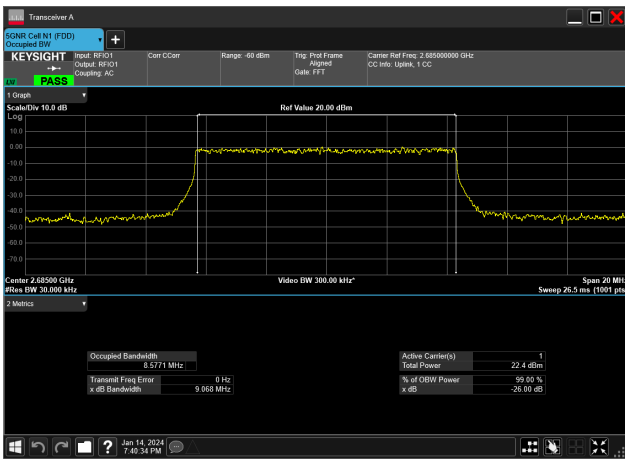 Transceiver A
5GNR Cell N1 (FDD)
Occupied BW
KEYSIGHT
PASS
Input: RFIO1
Output: RFIO1
Coupling: AC
Corr CCorr
Range: -60 dBm
Trig: Prot Frame
Aligned
Gate: FFT
Carrier Ref Freq: 2.685000000 GHz
CC Info: Uplink, 1 CC
1 Graph
Scale/Div 10.0 dB
Ref Value 20.00 dBm
Log
10.0
0.00
-10.0
-20.0
-30.0
-40.0
-50.0
-60.0
-70.0
Center 2.68500 GHz
Video BW 300.00 kHz*
Span 20 MHz
#Res BW 30.000 kHz
Sweep 26.5 ms (1001 pts
2 Metrics
Occupied Bandwidth
8.5771 MHz
Active Carrier(s) 1
Total Power 22.4 dBm
Transmit Freq Error 0 Hz
x dB Bandwidth 9.068 MHz
% of OBW Power 99.00 %
x dB -26.00 dB
Jan 14, 2024
7:40:34 PM